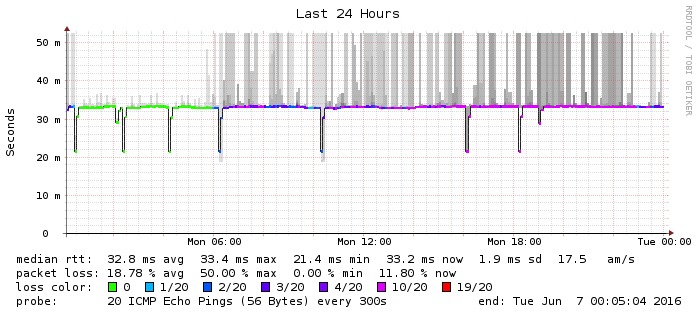 Last 24 Hours
RRDTOOL / TOBI OETIKER
Seconds
50 m
40 m
30 m
20 m
10 m
0
Mon 06:00 Mon 12:00 Mon 18:00 Tue 00:00
median rtt: 32.8 ms avg 33.4 ms max 21.4 ms min 33.2 ms now 1.9 ms sd 17.5 am/s
packet loss: 18.78 % avg 50.00 % max 0.00 % min 11.80 % now
loss color: 0 1/20 2/20 3/20 4/20 10/20 19/20
probe: 20 ICMP Echo Pings (56 Bytes) every 300s end: Tue Jun 7 00:05:04 2016